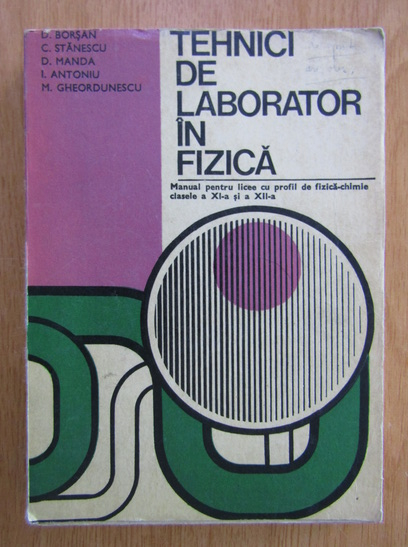 D. BORȘAN
C. STĂNESCU
D. MANDA
I. ANTONIU
M. GHEORDUNESCU
TEHNICI
DE
LABORATOR
ÎN
FIZICĂ
Manual pentru licee cu profil de fizică-chimie
clasele a XI-a și a XII-a